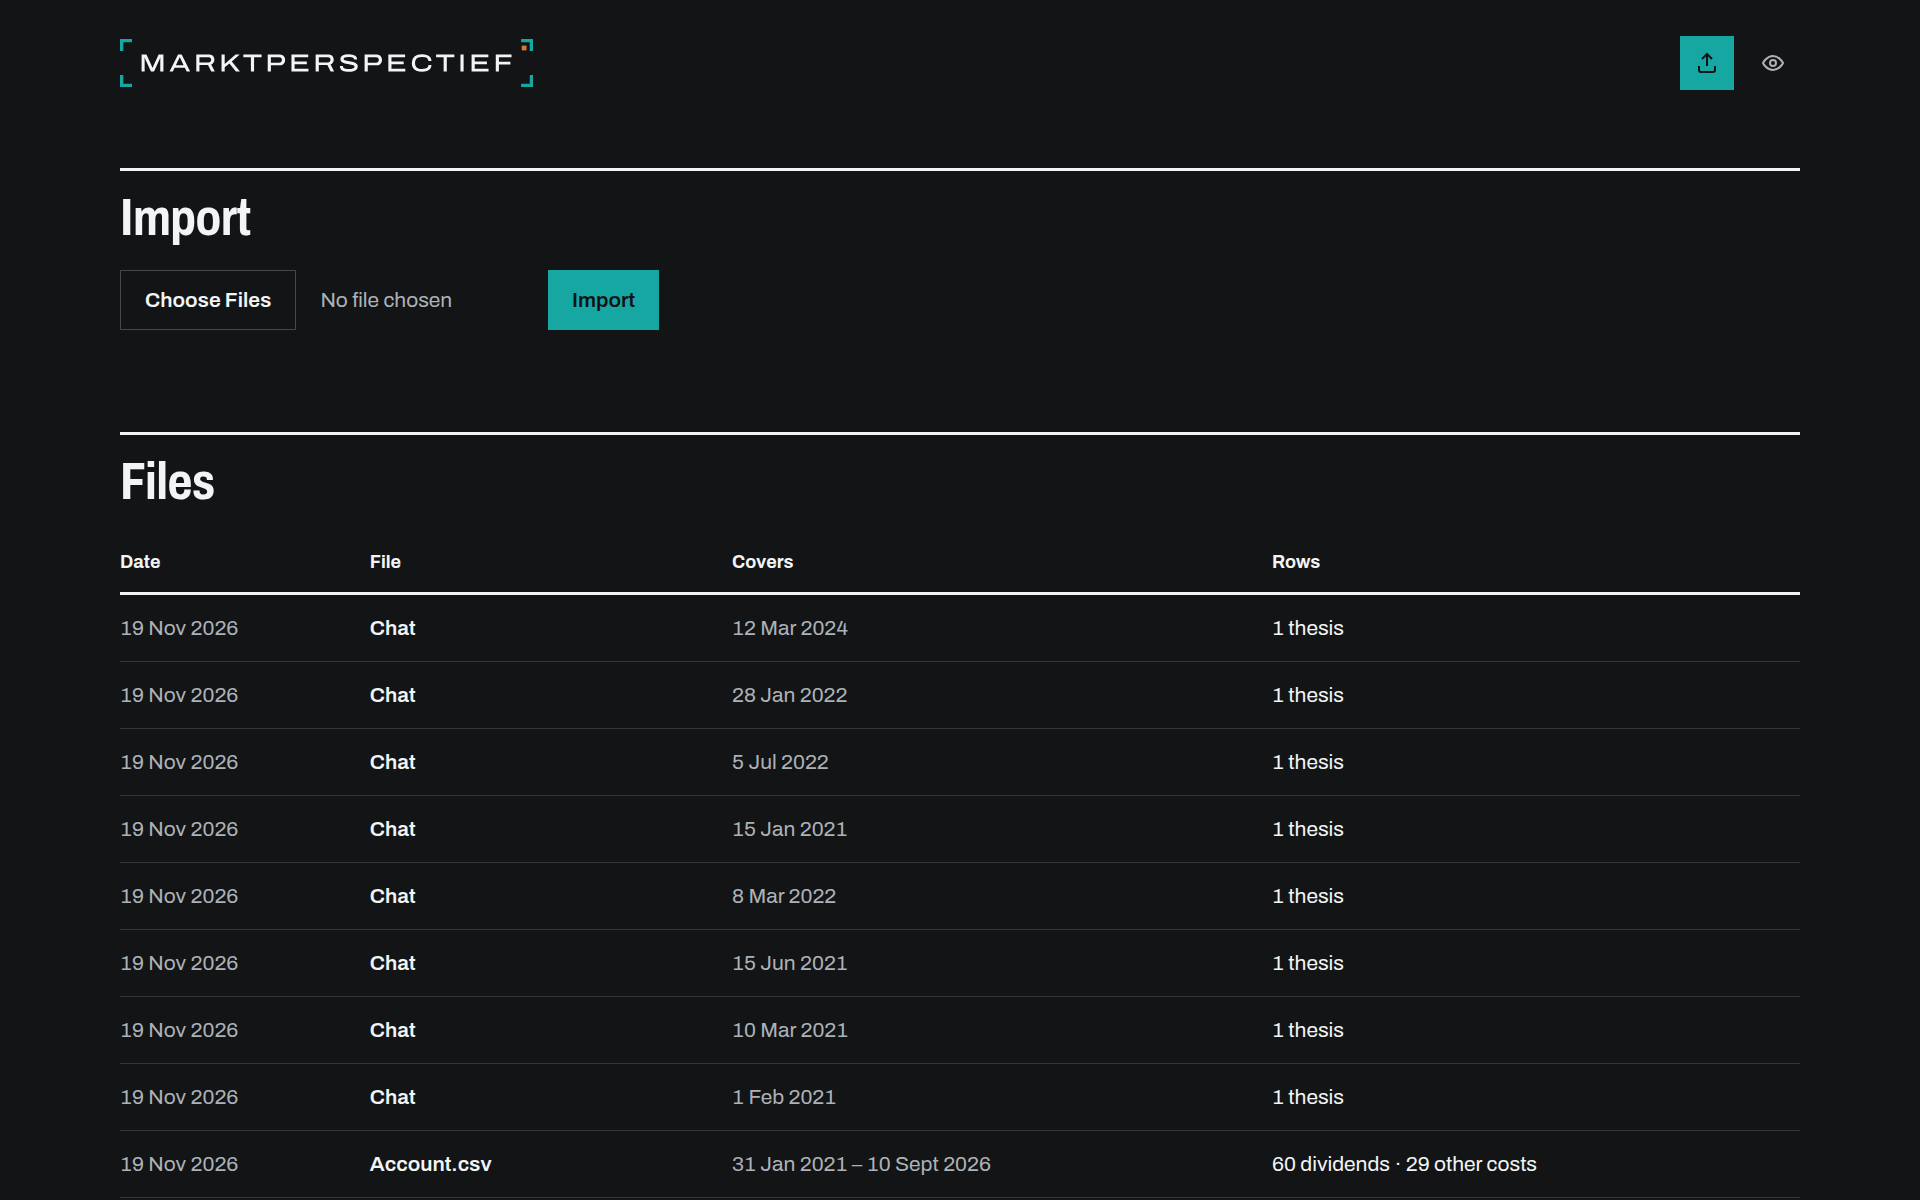 MARKTPERSPECTIEF
Import
Choose Files No file chosen Import
Files
Date File Covers Rows
19 Nov 2026 Chat 12 Mar 2024 1 thesis
19 Nov 2026 Chat 28 Jan 2022 1 thesis
19 Nov 2026 Chat 5 Jul 2022 1 thesis
19 Nov 2026 Chat 15 Jan 2021 1 thesis
19 Nov 2026 Chat 8 Mar 2022 1 thesis
19 Nov 2026 Chat 15 Jun 2021 1 thesis
19 Nov 2026 Chat 10 Mar 2021 1 thesis
19 Nov 2026 Chat 1 Feb 2021 1 thesis
19 Nov 2026 Account.csv 31 Jan 2021 – 10 Sept 2026 60 dividends · 29 other costs